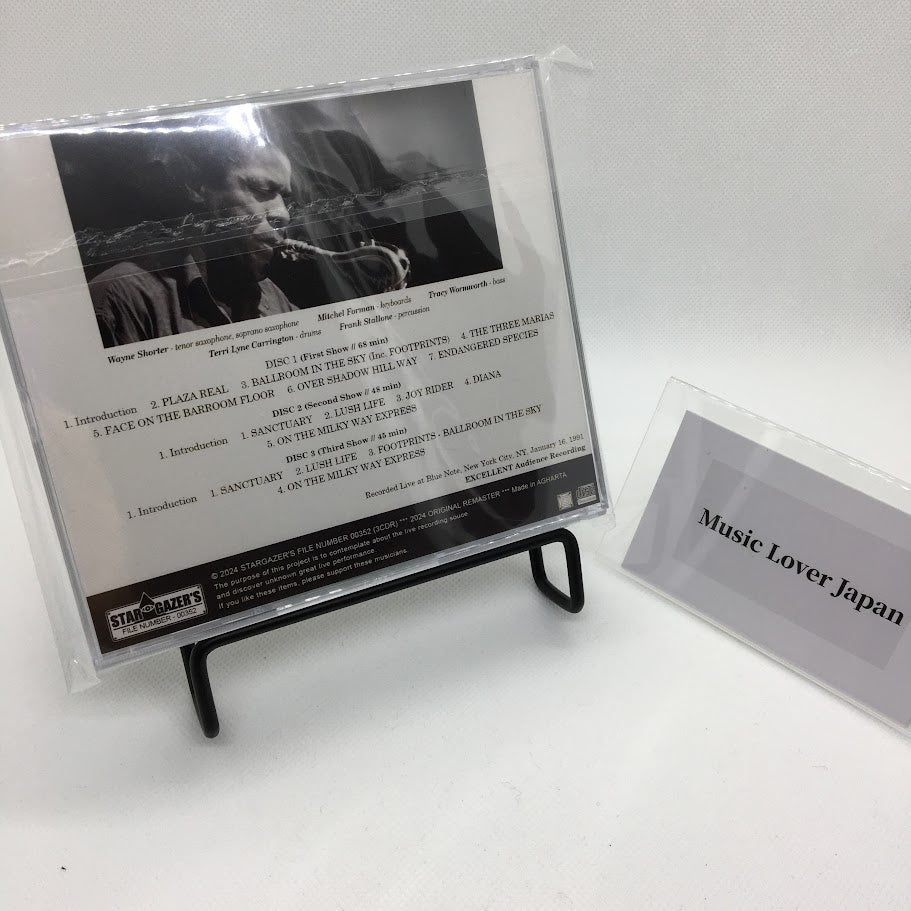 Wayne Shorter - tenor saxophone, soprano saxophone Mitchel Forman - keyboards Tracy Wormworth - bass
Terri Lyne Carrington - drums Frank Stallone - percussion
DISC 1 (First Show // 68 min)
1. Introduction 2. PLAZA REAL 3. BALLROOM IN THE SKY (Inc. FOOTPRINTS) 4. THE THREE MARIAS
5. FACE ON THE BARROOM FLOOR 6. OVER SHADOW HILL WAY 7. ENDANGERED SPECIES
DISC 2 (Second Show // 48 min)
1. Introduction 1. SANCTUARY 2. LUSH LIFE 3. JOY RIDER 4. DIANA
5. ON THE MILKY WAY EXPRESS
DISC 3 (Third Show // 45 min)
1. Introduction 1. SANCTUARY 2. LUSH LIFE 3. FOOTPRINTS - BALLROOM IN THE SKY
4. ON THE MILKY WAY EXPRESS
Recorded Live at Blue Note, New York City, NY, January 16, 1991
EXCELLENT Audience Recording
© 2024 STARGAZER'S FILE NUMBER 00352 (3CDR) *** 2024 ORIGINAL REMASTER *** Made in AGHARTA
The purpose of this project is to contemplate about the live recording souce
and discover unknown great live performance.
If you like these items, please support these musicians.
STAR GAZER'S
FILE NUMBER - 00352
Music Lover Japan